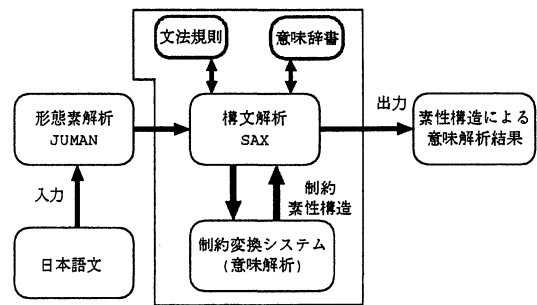 文法規則
意味辞書
形態素解析
JUMAN
構文解析
SAX
出力
素性構造による
意味解析結果
入力
制約
素性構造
日本語文
制約変換システム
(意味解析)